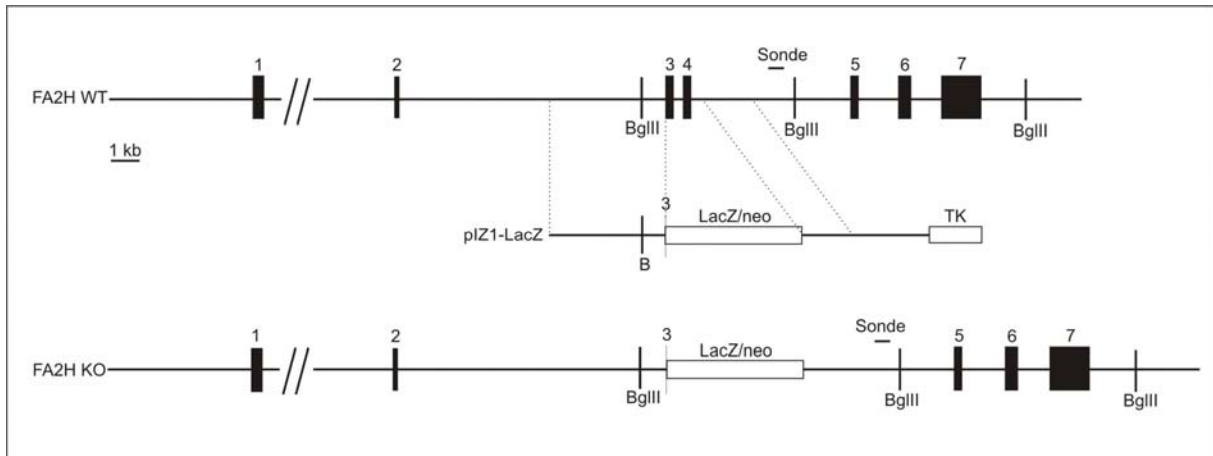 Sonde
1 2 3 4 5 6 7
FA2H WT
BglII BglII BglII
1 kb
3 LacZ/neo TK
pIZ1-LacZ
B
Sonde
1 2 3 LacZ/neo 5 6 7
FA2H KO
BglII BglII BglII